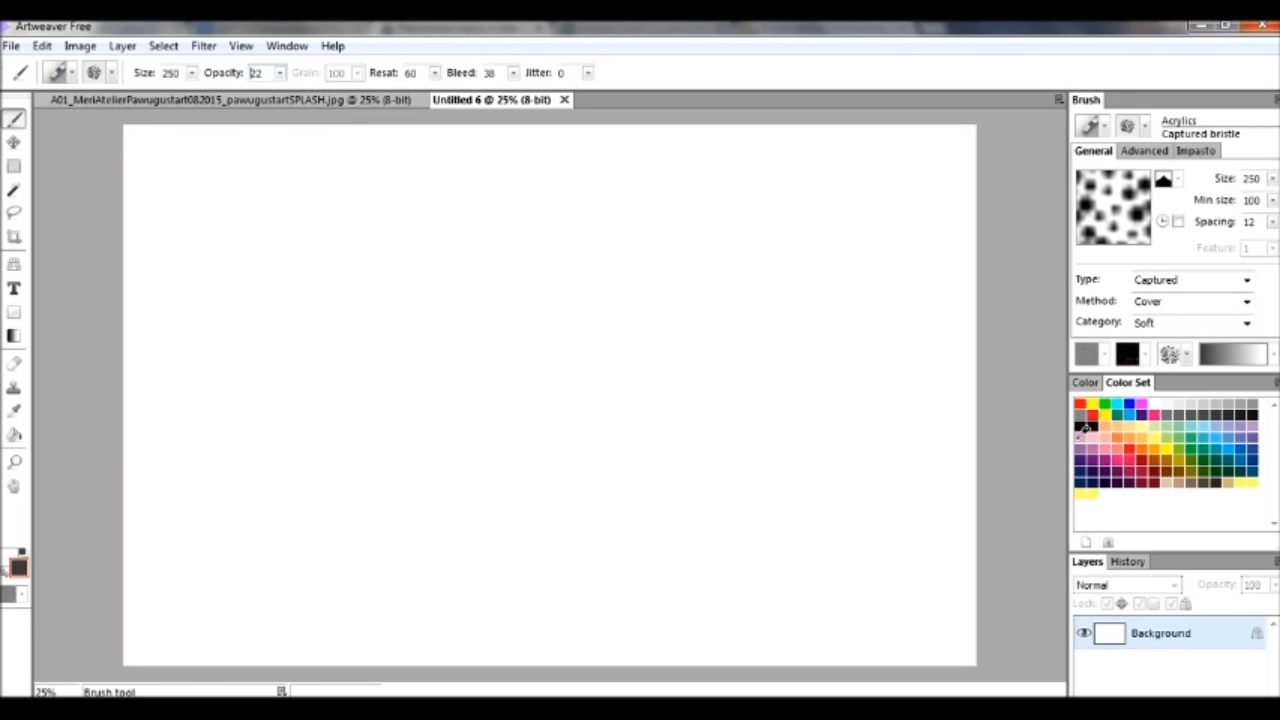 Artweaver Free
File Edit Image Layer Select Filter View Window Help
Size: 250 Opacity: 22 Grain: 100 Resat: 60 Bleed: 38 Jitter: 0
A01_MeriAtelierPawugustart082015_pawugustartSPLASH.jpg @ 25% (8-bit) Untitled 6 @ 25% (8-bit)
Brush
Acrylics
Captured bristle
General Advanced Impasto
Size: 250
Min size: 100
Spacing: 12
Feature: 1
Type: Captured
Method: Cover
Category: Soft
Color Color Set
Layers History
Normal Opacity: 100
Lock:
Background
25% Brush tool